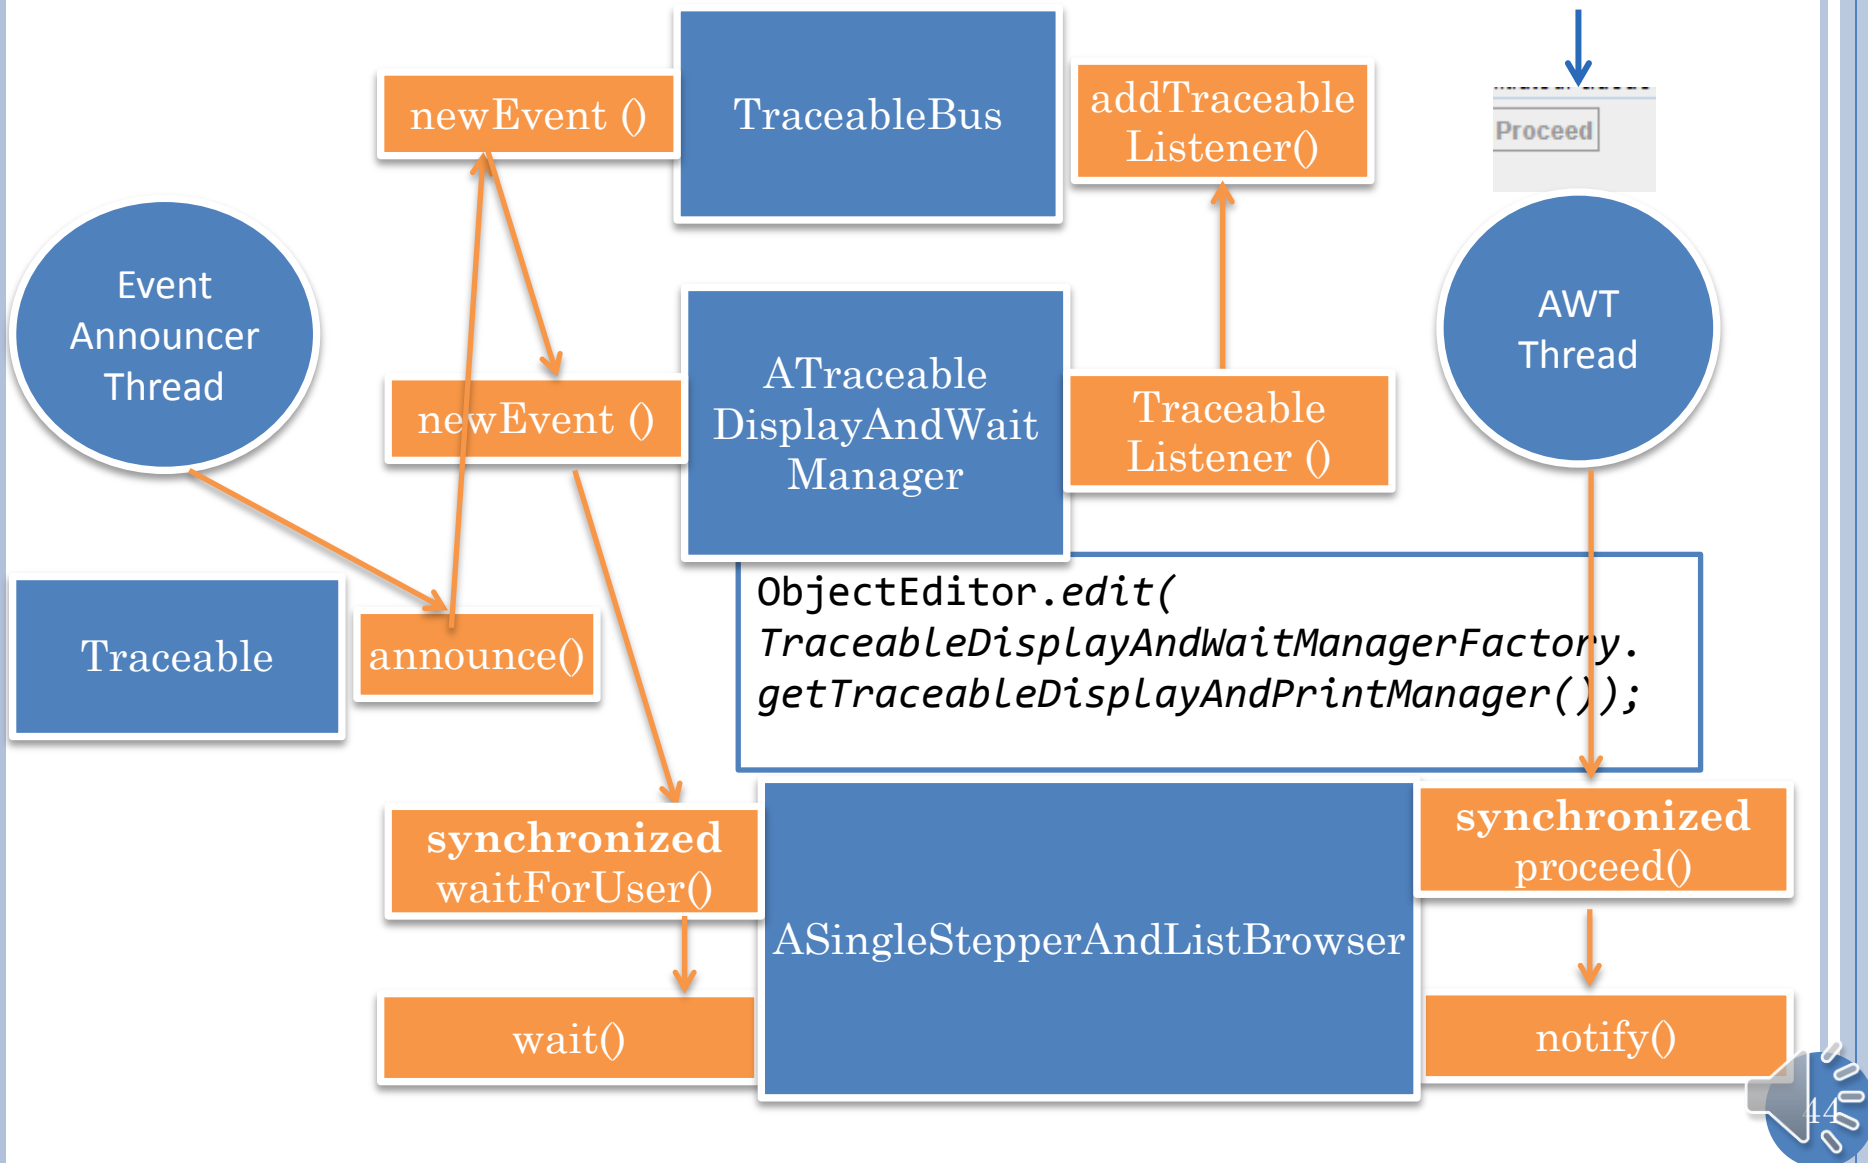 newEvent ()
TraceableBus
addTraceable
Listener()
Proceed
Event
Announcer
Thread
newEvent ()
ATraceable
DisplayAndWait
Manager
Traceable
Listener ()
AWT
Thread
Traceable
announce()
ObjectEditor.edit(
TraceableDisplayAndWaitManagerFactory.
getTraceableDisplayAndPrintManager());
synchronized
waitForUser()
ASingleStepperAndListBrowser
synchronized
proceed()
wait()
notify()
44